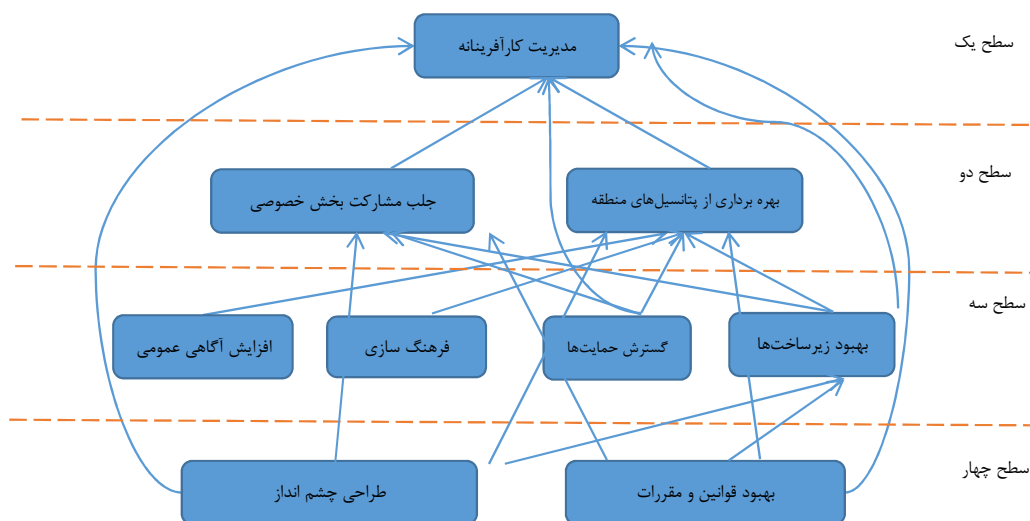 سطح یک
مدیریت کارآفرینانه
سطح دو
بهره برداری از پتانسیل‌های منطقه
جلب مشارکت بخش خصوصی
سطح سه
بهبود زیرساخت‌ها
گسترش حمایت‌ها
فرهنگ سازی
افزایش آگاهی عمومی
سطح چهار
بهبود قوانین و مقررات
طراحی چشم انداز